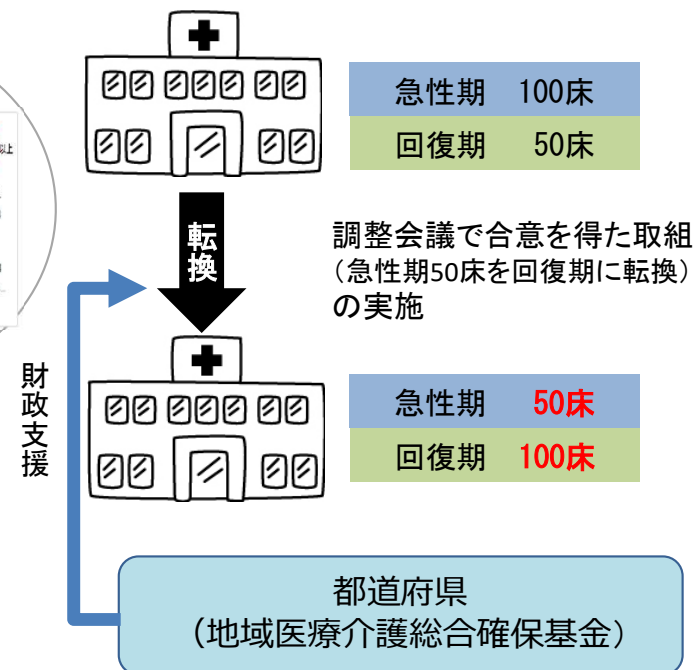 以上
急性期 100床
回復期 50床
転換
調整会議で合意を得た取組
（急性期50床を回復期に転換）
の実施
財政支援
急性期 50床
回復期 100床
都道府県
（地域医療介護総合確保基金）